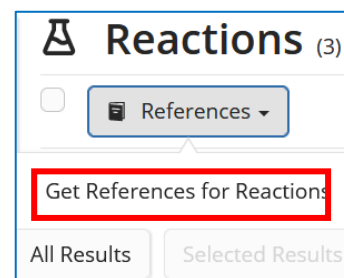 Reactions (3)
References
Get References for Reactions
All Results Selected Results